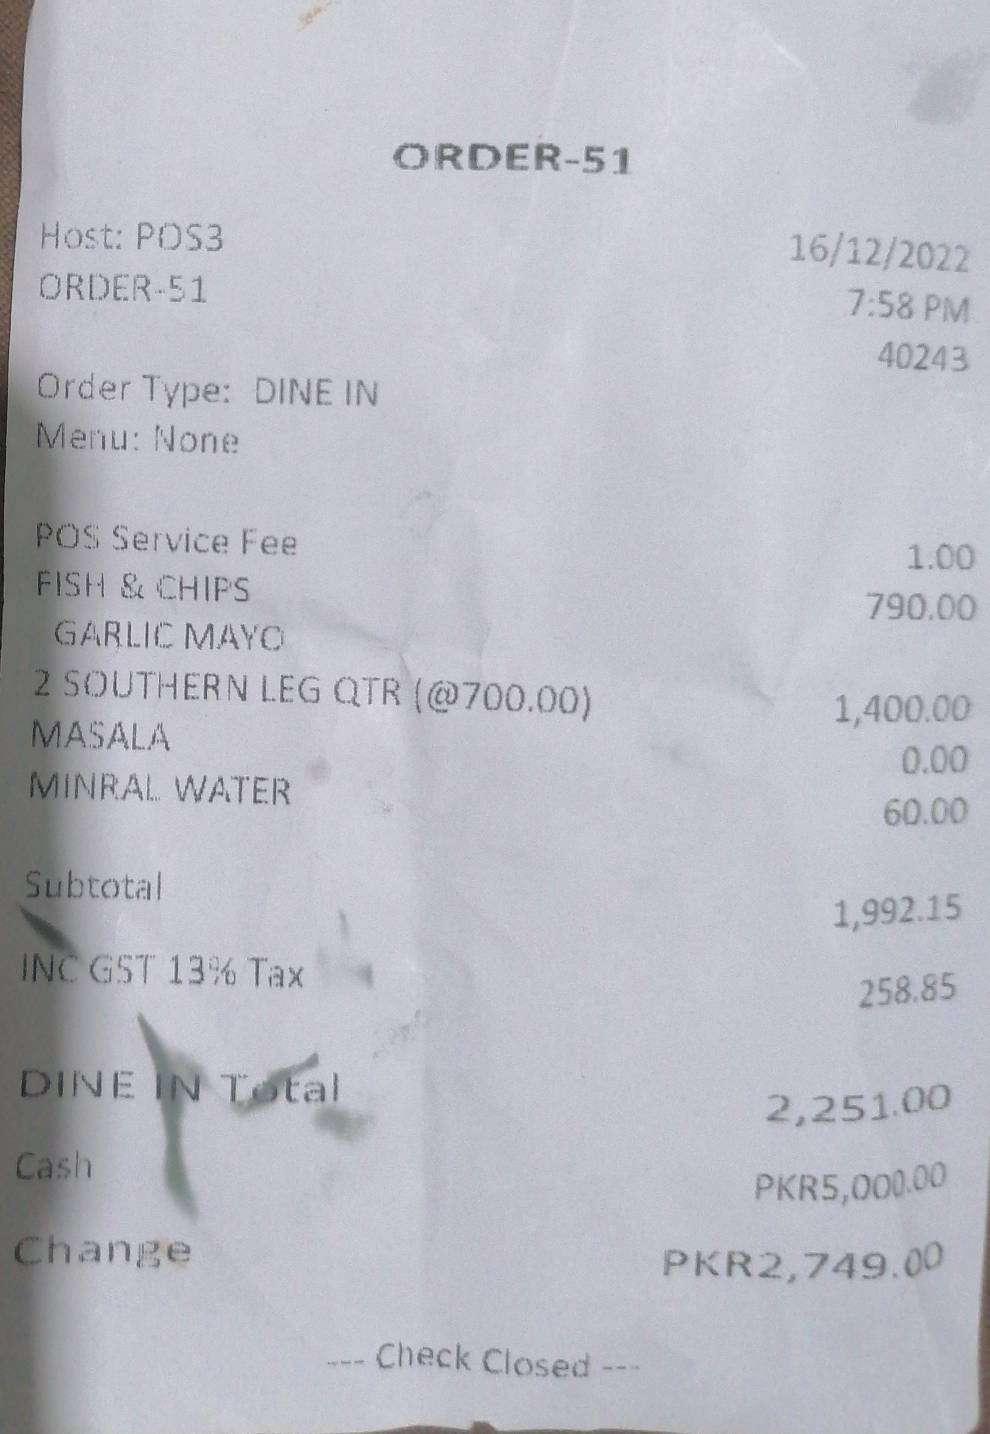 ORDER-51
Host: POS3 16/12/2022
ORDER-51 7:58 PM
40243
Order Type: DINE IN
Menu: None
POS Service Fee 1.00
FISH & CHIPS 790.00
GARLIC MAYO
2 SOUTHERN LEG QTR (@700.00) 1,400.00
MASALA 0.00
MINRAL WATER 60.00
Subtotal 1,992.15
INC GST 13% Tax 258.85
DINE IN Total 2,251.00
Cash PKR5,000.00
Change PKR2,749.00
--- Check Closed ---